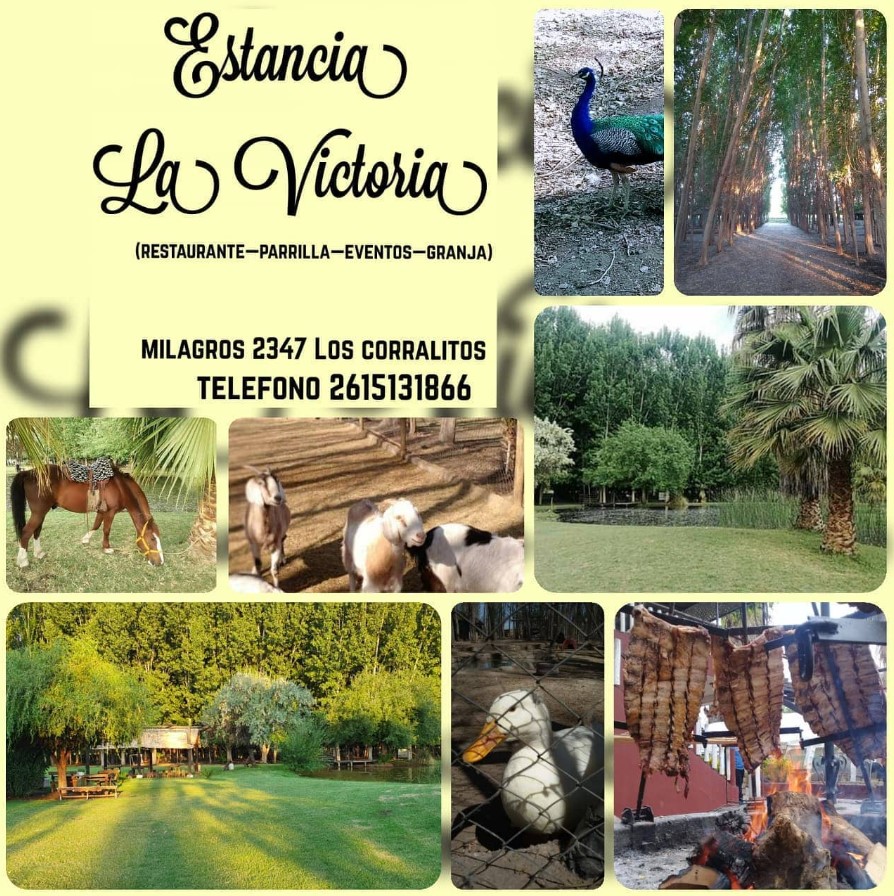 Estancia
La Victoria
(RESTAURANTE–PARRILLA–EVENTOS–GRANJA)
MILAGROS 2347 LOS CORRALITOS
TELEFONO 2615131866